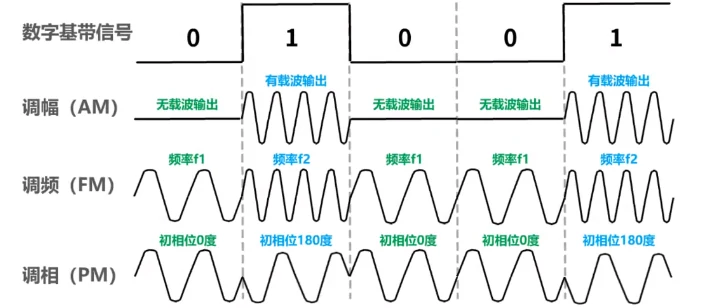 数字基带信号 0 1 0 0 1
有载波输出 有载波输出
调幅（AM） 无载波输出 无载波输出 无载波输出
频率f1 频率f2 频率f1 频率f1 频率f2
调频（FM）
初相位0度 初相位180度 初相位0度 初相位0度 初相位180度
调相（PM）